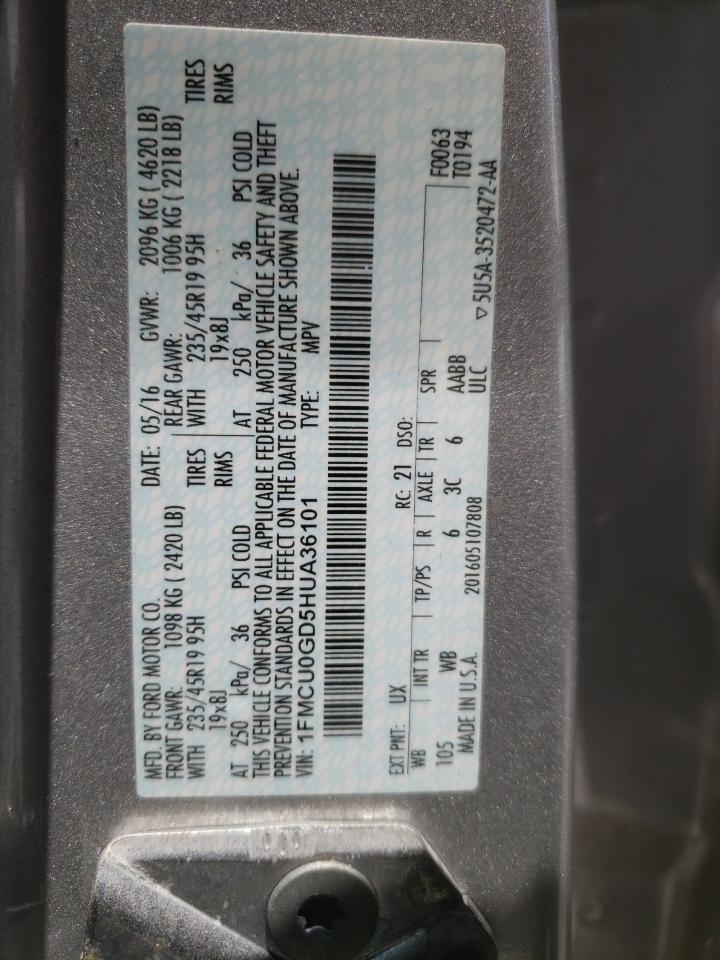 MFD. BY FORD MOTOR CO.
DATE: 05/16 GVWR: 2096 KG ( 4620 LB)
FRONT GAWR: 1098 KG ( 2420 LB) REAR GAWR: 1006 KG ( 2218 LB)
WITH 235/45R19 95H TIRES WITH 235/45R19 95H TIRES
19x8J RIMS 19x8J RIMS
AT 250 kPa/ 36 PSI COLD AT 250 kPa/ 36 PSI COLD
THIS VEHICLE CONFORMS TO ALL APPLICABLE FEDERAL MOTOR VEHICLE SAFETY AND THEFT
PREVENTION STANDARDS IN EFFECT ON THE DATE OF MANUFACTURE SHOWN ABOVE.
VIN: 1FMCU0GD5HUA36101 TYPE: MPV
EXT PNT: UX RC: 21 DSO:
WB INT TR TP/PS R AXLE TR SPR F0063
105 WB 6 3C 6 AABB T0194
MADE IN U.S.A. 201605107808 ULC ▽5U5A-3520472-AA